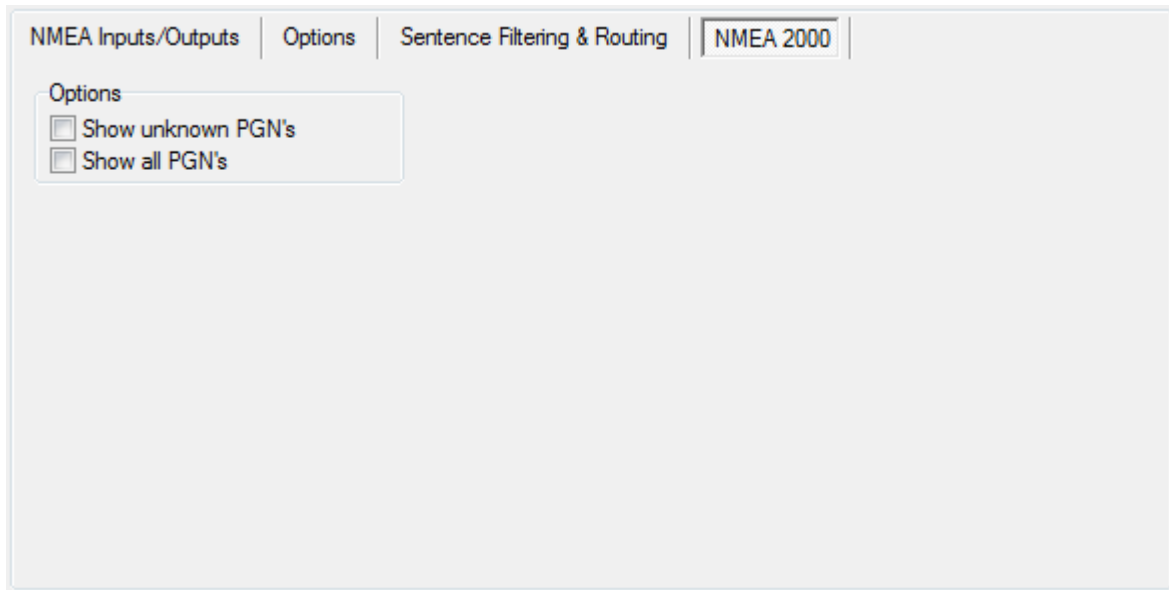 NMEA Inputs/Outputs Options Sentence Filtering & Routing NMEA 2000
Options
Show unknown PGN's
Show all PGN's